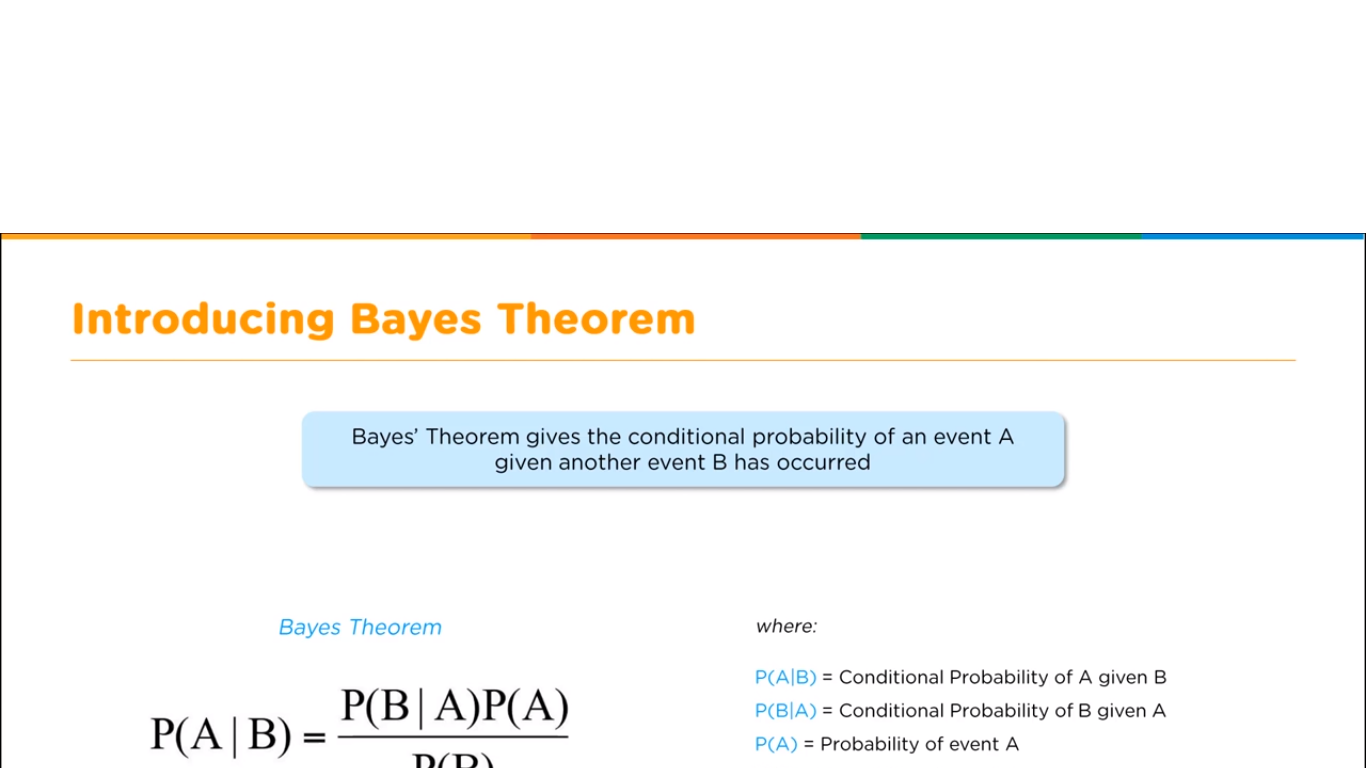 Introducing Bayes Theorem
Bayes’ Theorem gives the conditional probability of an event A
given another event B has occurred
Bayes Theorem
P(A | B) = P(B | A)P(A)
P(B)
where:
P(A|B) = Conditional Probability of A given B
P(B|A) = Conditional Probability of B given A
P(A) = Probability of event A